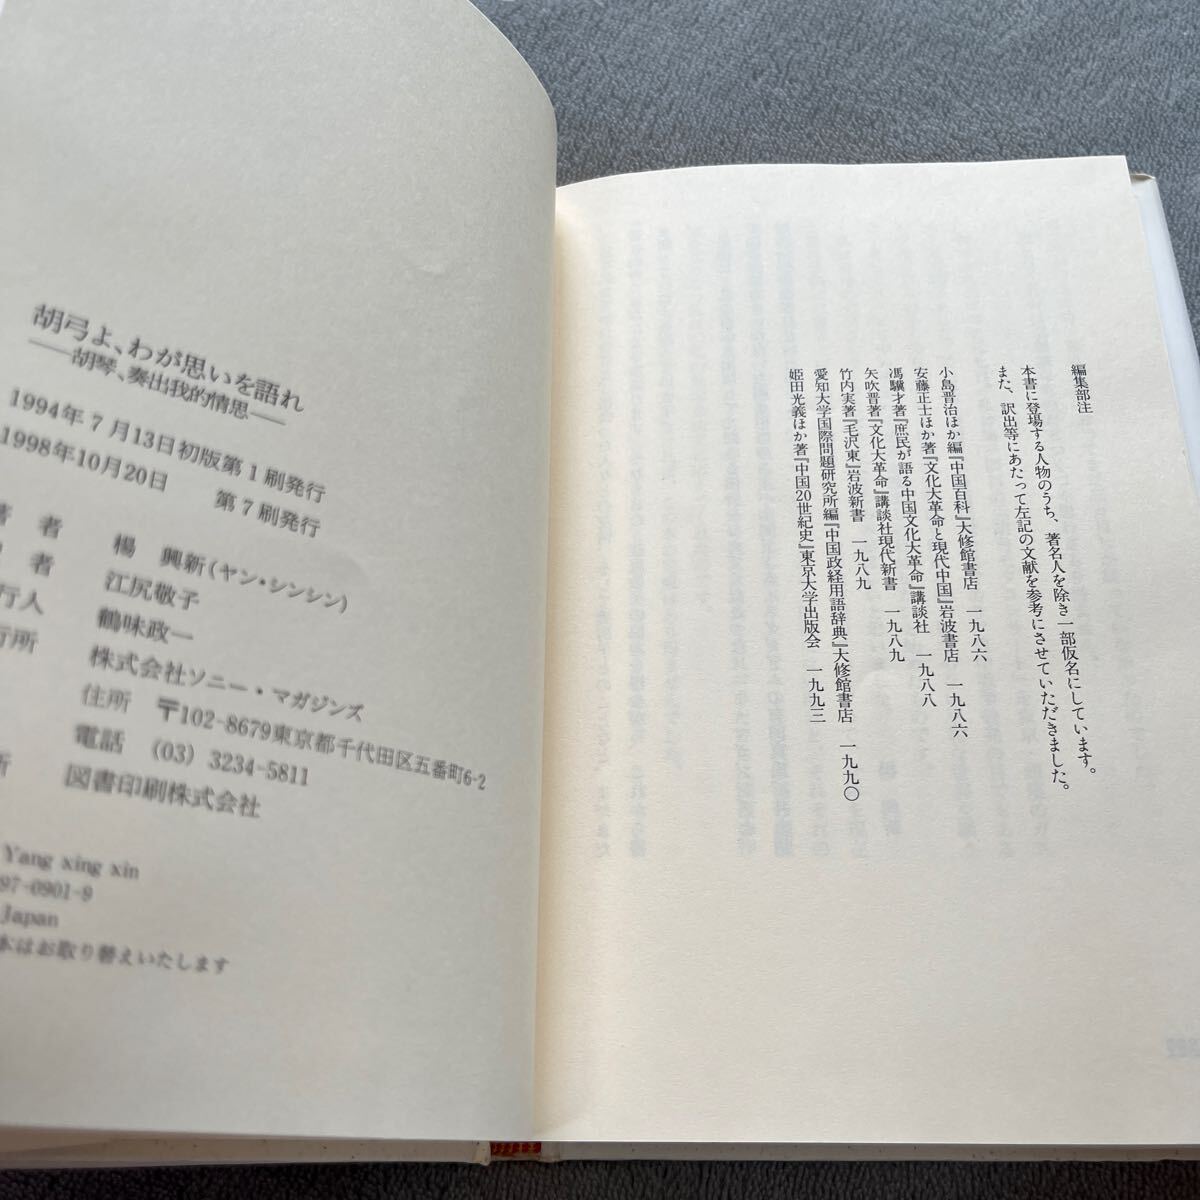 編集部注
本書に登場する人物のうち、著名人を除き一部仮名にしています。
また、訳出等にあたって左記の文献を参考にさせていただきました。
小島晋治ほか編『中国百科』大修館書店 一九八六
安藤正士ほか著『文化大革命と現代中国』岩波書店 一九八六
馮驥才著『庶民が語る中国文化大革命』講談社 一九八八
矢吹晋著『文化大革命』講談社現代新書 一九八九
竹内実著『毛沢東』岩波新書 一九八九
愛知大学国際問題研究所編『中国政経用語辞典』大修館書店 一九九〇
姫田光義ほか著『中国20世紀史』東京大学出版会 一九九三
胡弓よ、わが思いを語れ
——胡琴、奏出我的情思——
1994年7月13日初版第1刷発行
1998年10月20日 第7刷発行
著者 楊興新(ヤン・シンシン)
者 江尻敬子
行人 鶴味政一
行所 株式会社ソニー・マガジンズ
住所 〒102-8679東京都千代田区五番町6-2
電話 (03) 3234-5811
所 図書印刷株式会社
Yang xing xin
97-0901-9
Japan
本はお取り替えいたします